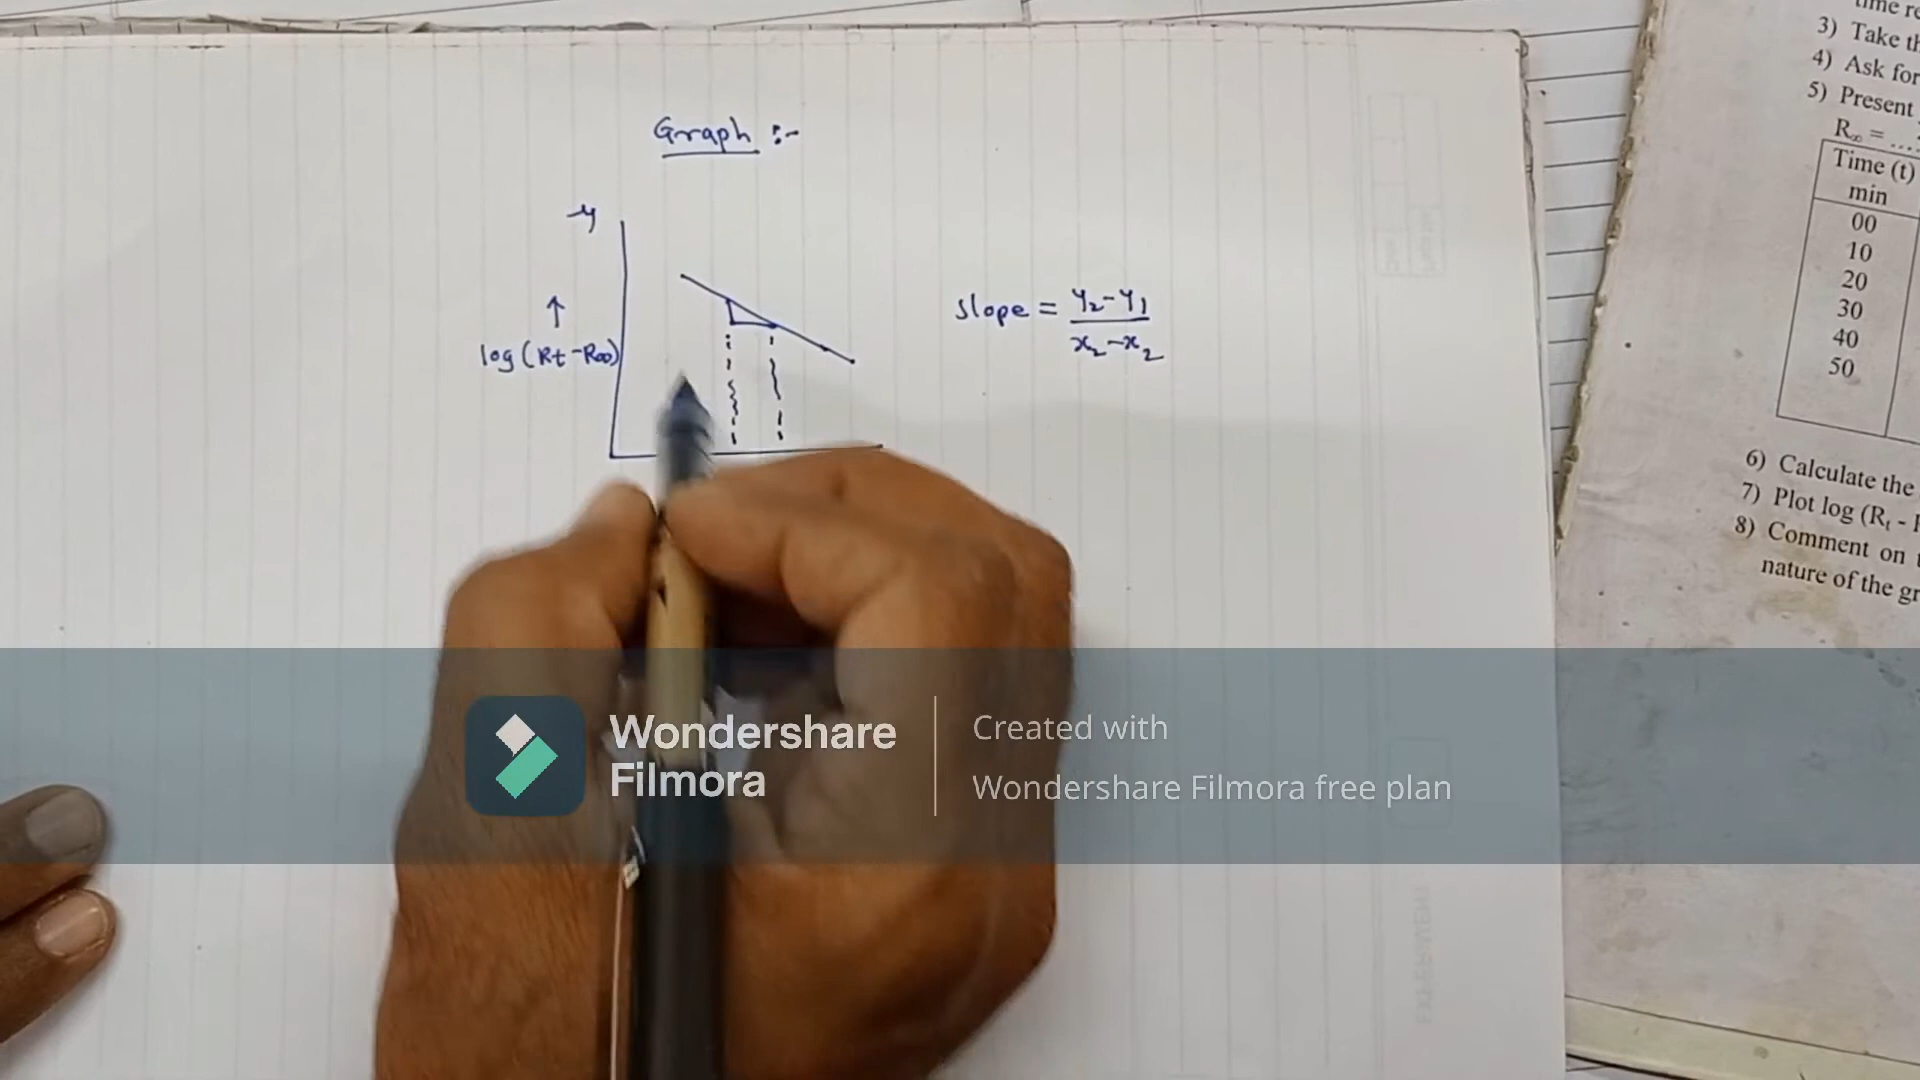 Graph :-
y
↑
log (Rt - R∞)
slope = y₂-y₁ / x₂-x₂
3) Take
4) Ask for
5) Present
R∞ = ....
Time (t)
min
00
10
20
30
40
50
6) Calculate the
7) Plot log (Rt -
8) Comment on
nature of the
Wondershare
Filmora
Created with
Wondershare Filmora free plan